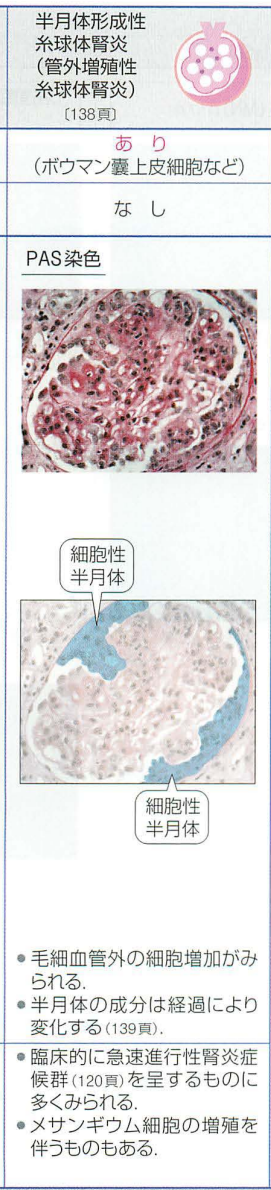 半月体形成性
糸球体腎炎
(管外増殖性
糸球体腎炎)
〔138頁〕
あ り
(ボウマン嚢上皮細胞など)
な し
PAS染色
細胞性
半月体
細胞性
半月体
● 毛細血管外の細胞増加がみ
られる.
● 半月体の成分は経過により
変化する(139頁).
● 臨床的に急速進行性腎炎症
候群(120頁)を呈するものに
多くみられる.
● メサンギウム細胞の増殖を
伴うものもある.